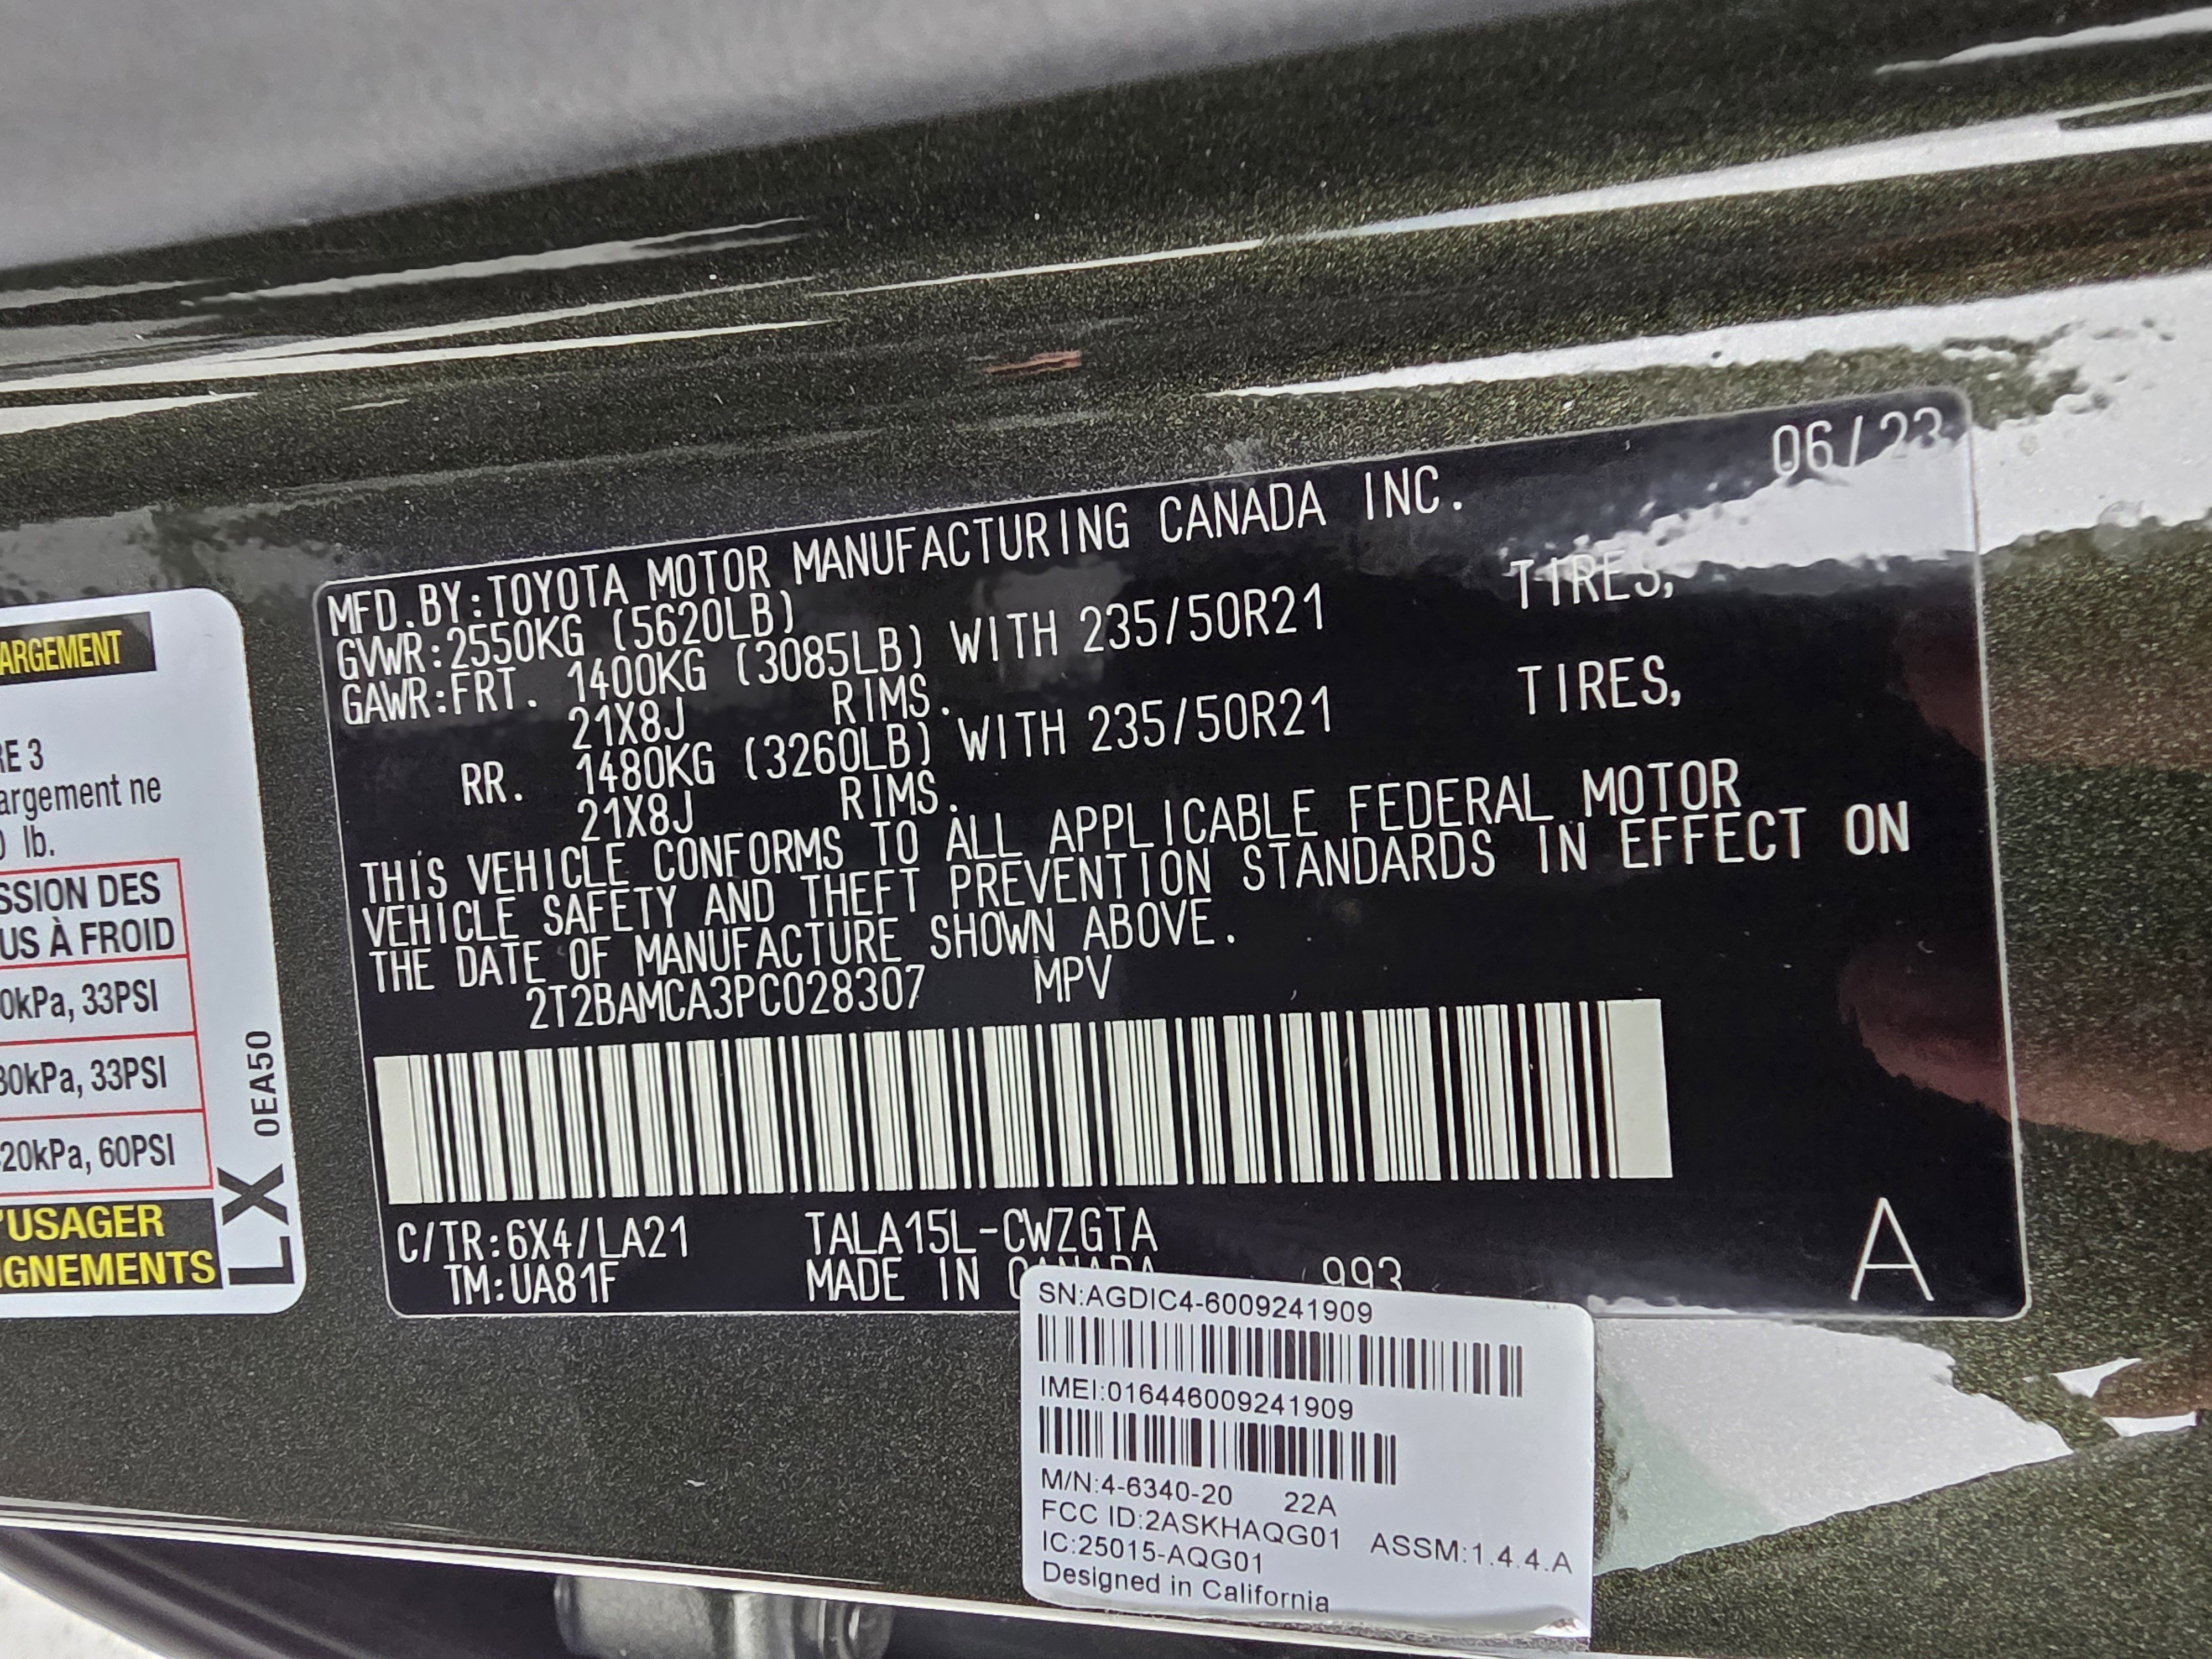 ARGEMENT
RE 3
argement ne
lb.
SSION DES
US À FROID
0kPa, 33PSI
30kPa, 33PSI
20kPa, 60PSI
'USAGER
IGNEMENTS
LX 0EA50
06/23
MFD.BY:TOYOTA MOTOR MANUFACTURING CANADA INC.
GVWR:2550KG (5620LB)
GAWR:FRT. 1400KG (3085LB) WITH 235/50R21 TIRES,
21X8J RIMS.
RR. 1480KG (3260LB) WITH 235/50R21 TIRES,
21X8J RIMS.
THIS VEHICLE CONFORMS TO ALL APPLICABLE FEDERAL MOTOR
VEHICLE SAFETY AND THEFT PREVENTION STANDARDS IN EFFECT ON
THE DATE OF MANUFACTURE SHOWN ABOVE.
2T2BAMCA3PC028307 MPV
C/TR:6X4/LA21 TALA15L-CWZGTA
TM:UA81F MADE IN CANADA 993
A
SN:AGDIC4-6009241909
IMEI:016446009241909
M/N:4-6340-20 22A
FCC ID:2ASKHAQG01 ASSM:1.4.4.A
IC:25015-AQG01
Designed in California